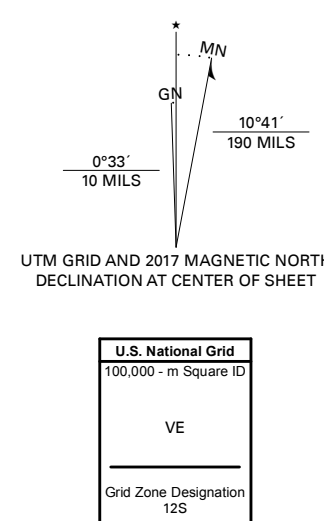 ★
MN
GN
10°41´
190 MILS
0°33´
10 MILS
UTM GRID AND 2017 MAGNETIC NORTH
DECLINATION AT CENTER OF SHEET
U.S. National Grid
100,000 - m Square ID
VE
Grid Zone Designation
12S